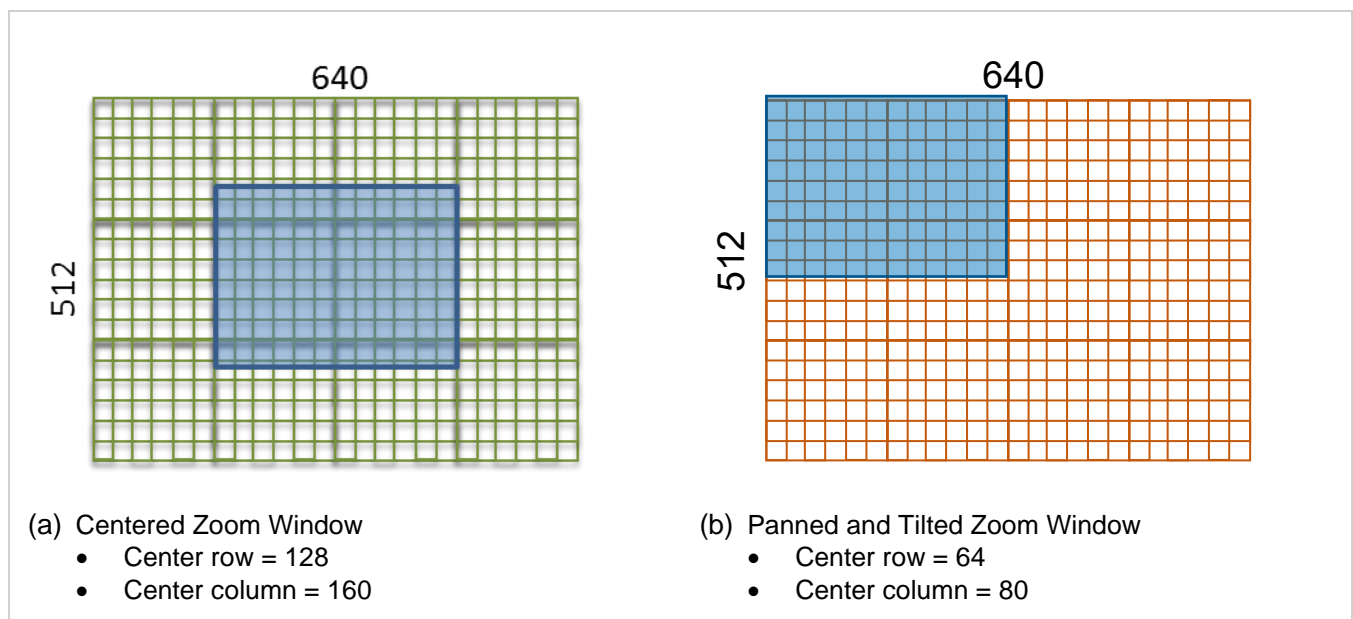 640
512
(a) Centered Zoom Window
• Center row = 128
• Center column = 160
640
512
(b) Panned and Tilted Zoom Window
• Center row = 64
• Center column = 80